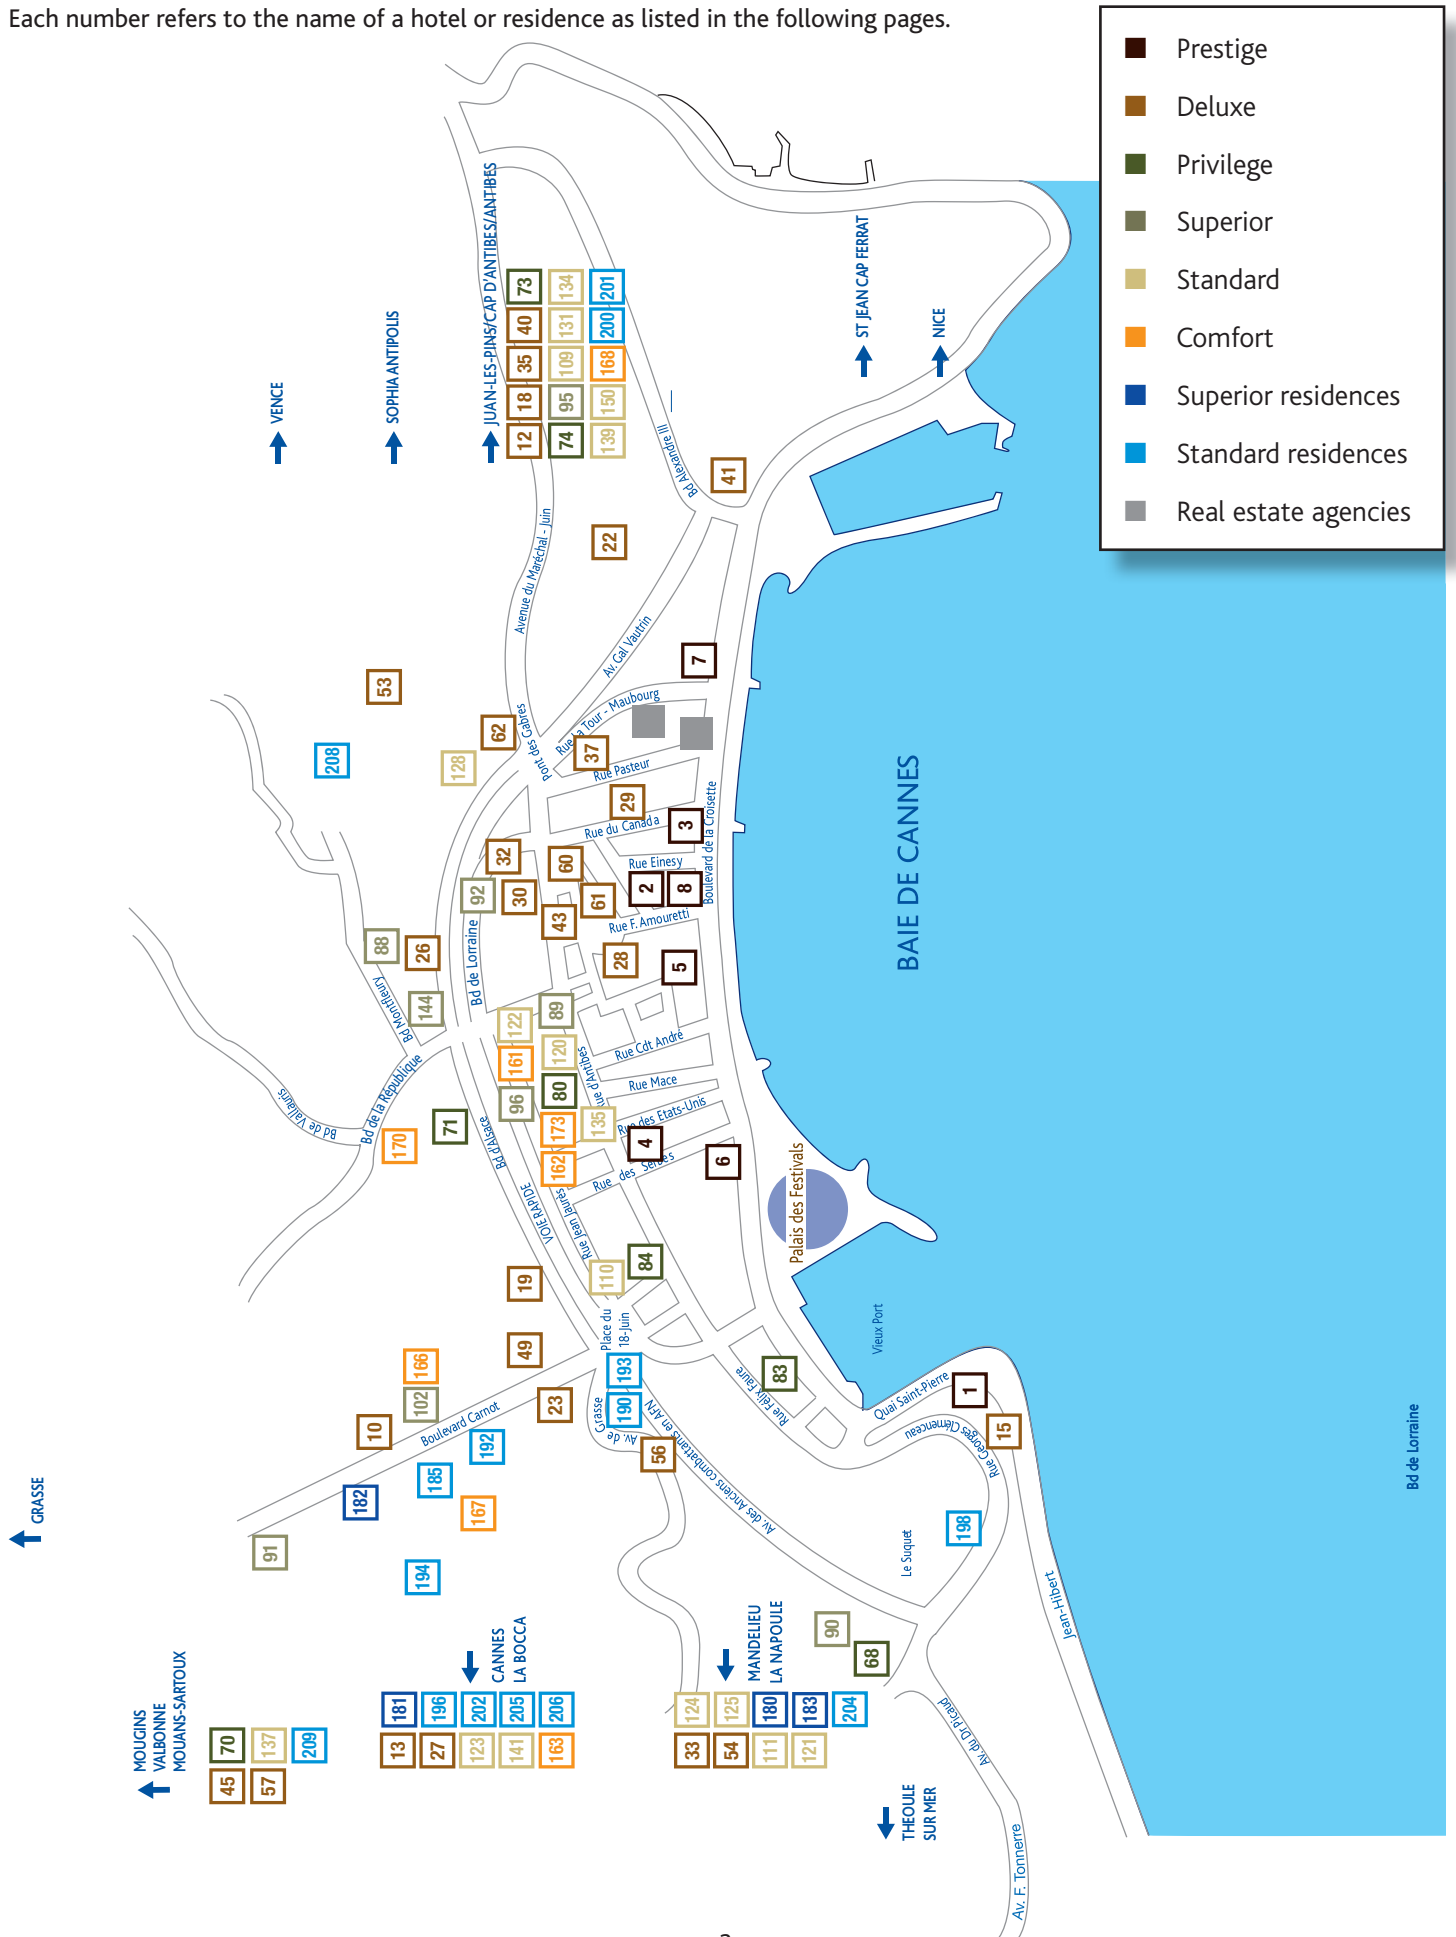 Each number refers to the name of a hotel or residence as listed in the following pages.
Prestige
Deluxe
Privilege
Superior
Standard
Comfort
Superior residences
Standard residences
Real estate agencies
VENCE
SOPHIA ANTIPOLIS
JUAN-LES-PINS/CAP D'ANTIBES/ANTIBES
ST JEAN CAP FERRAT
NICE
73
134
201
40
131
200
35
109
168
18
95
150
12
74
139
Bd Alexandre III
41
22
Avenue du Maréchal - Juin
Av. Gal Vautrin
7
53
62
208
128
Pont des Gabres
Rue La Tour - Maubourg
37
Rue Pasteur
29
Rue du Canada
3
Boulevard de la Croisette
32
60
Rue Einesy
92
30
61
2
8
43
Rue F. Amouretti
88
26
Bd de Lorraine
28
5
BAIE DE CANNES
Bd Montfleury
144
122
89
161
120
Rue d'Antibes
Rue Cdt André
Rue Mace
96
80
Rue des Etats-Unis
173
135
4
162
6
Rue des Serbes
Bd de Vallauris
Bd de la République
170
71
Bd d'Alsace
VOIE RAPIDE
Rue Jean Jaurès
Palais des Festivals
19
110
84
Place du
18-Juin
49
193
83
Vieux Port
166
102
23
190
Av. de Grasse
Rue Félix Faure
Quai Saint-Pierre
1
10
Boulevard Carnot
192
56
Av. des Anciens combattants en AFN
Rue Georges Clémenceau
15
Bd de Lorraine
GRASSE
182
185
167
198
Le Suquet
91
194
Jean-Hibert
MOUGINS
VALBONNE
MOUANS-SARTOUX
CANNES
LA BOCCA
MANDELIEU
LA NAPOULE
90
68
70
137
209
45
57
181
196
202
205
206
13
27
123
141
163
124
125
180
183
204
33
54
111
121
Av. du Dr Picaud
THEOULE
SUR MER
Av. F. Tonnerre